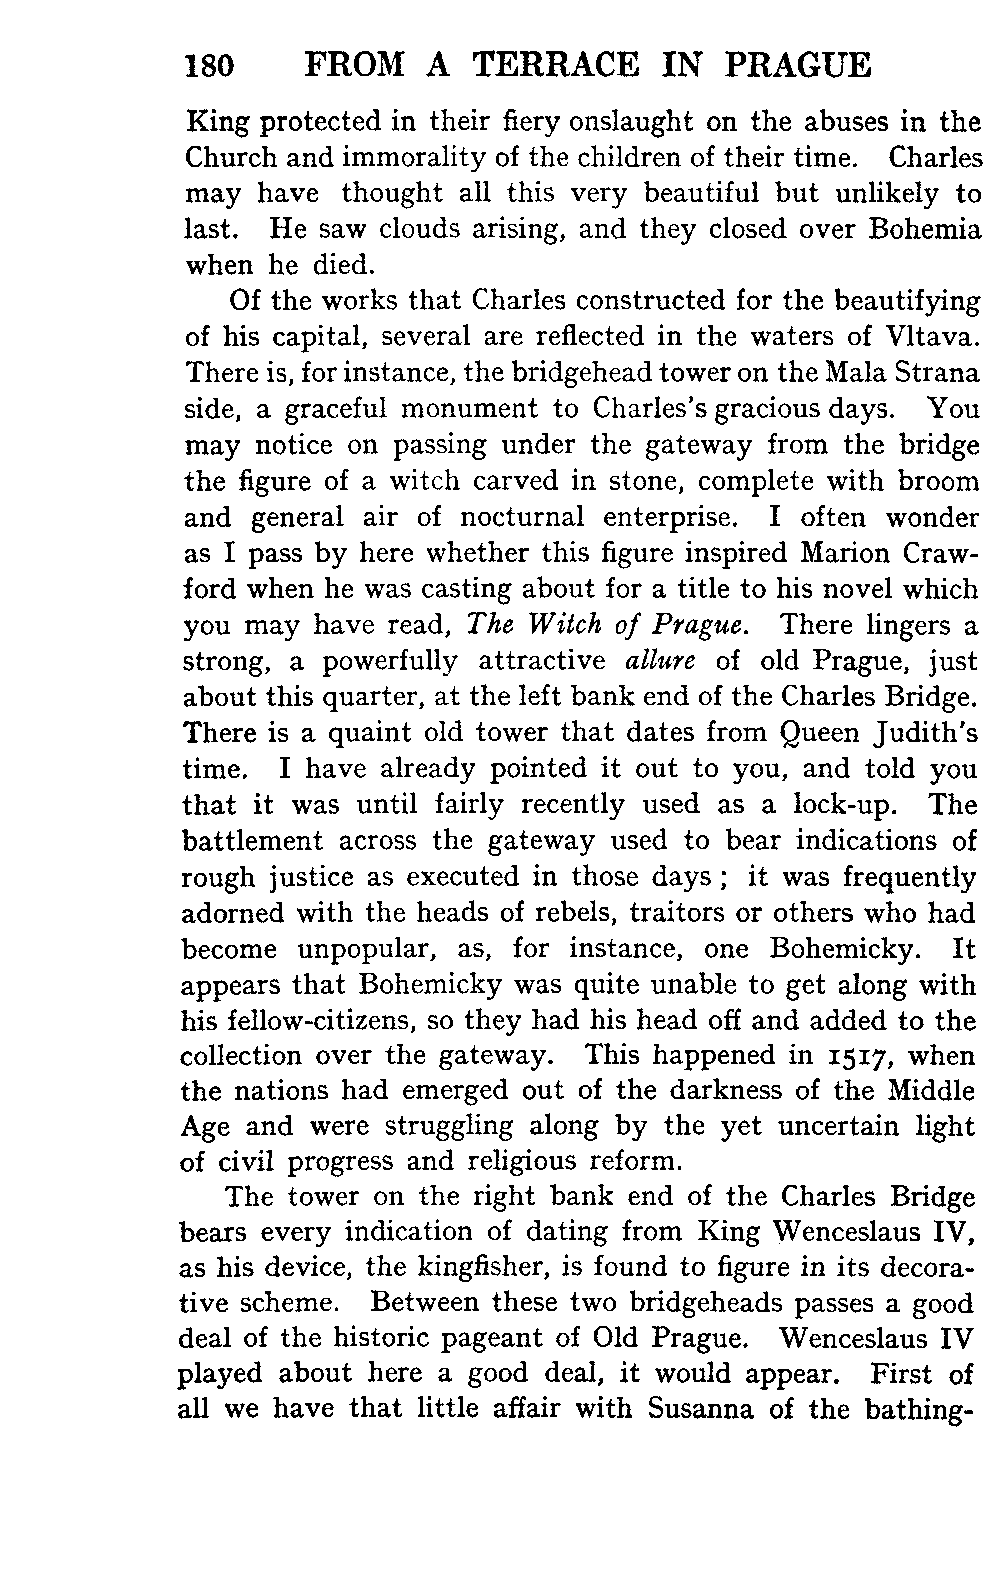 180 FROM A TERRACE IN PRAGUE
King protected in their fiery onslaught on the abuses in the
Church and immorality of the children of their time. Charles
may have thought all this very beautiful but unlikely to
last. He saw clouds arising, and they closed over Bohemia
when he died.
Of the works that Charles constructed for the beautifying
of his capital, several are reflected in the waters of Vltava.
There is, for instance, the bridgehead tower on the Mala Strana
side, a graceful monument to Charles's gracious days. You
may notice on passing under the gateway from the bridge
the figure of a witch carved in stone, complete with broom
and general air of nocturnal enterprise. I often wonder
as I pass by here whether this figure inspired Marion Craw-
ford when he was casting about for a title to his novel which
you may have read, The Witch of Prague. There lingers a
strong, a powerfully attractive allure of old Prague, just
about this quarter, at the left bank end of the Charles Bridge.
There is a quaint old tower that dates from Queen Judith's
time. I have already pointed it out to you, and told you
that it was until fairly recently used as a lock-up. The
battlement across the gateway used to bear indications of
rough justice as executed in those days ; it was frequently
adorned with the heads of rebels, traitors or others who had
become unpopular, as, for instance, one Bohemicky. It
appears that Bohemicky was quite unable to get along with
his fellow-citizens, so they had his head off and added to the
collection over the gateway. This happened in 1517, when
the nations had emerged out of the darkness of the Middle
Age and were struggling along by the yet uncertain light
of civil progress and religious reform.
The tower on the right bank end of the Charles Bridge
bears every indication of dating from King Wenceslaus IV,
as his device, the kingfisher, is found to figure in its decora-
tive scheme. Between these two bridgeheads passes a good
deal of the historic pageant of Old Prague. Wenceslaus IV
played about here a good deal, it would appear. First of
all we have that little affair with Susanna of the bathing-